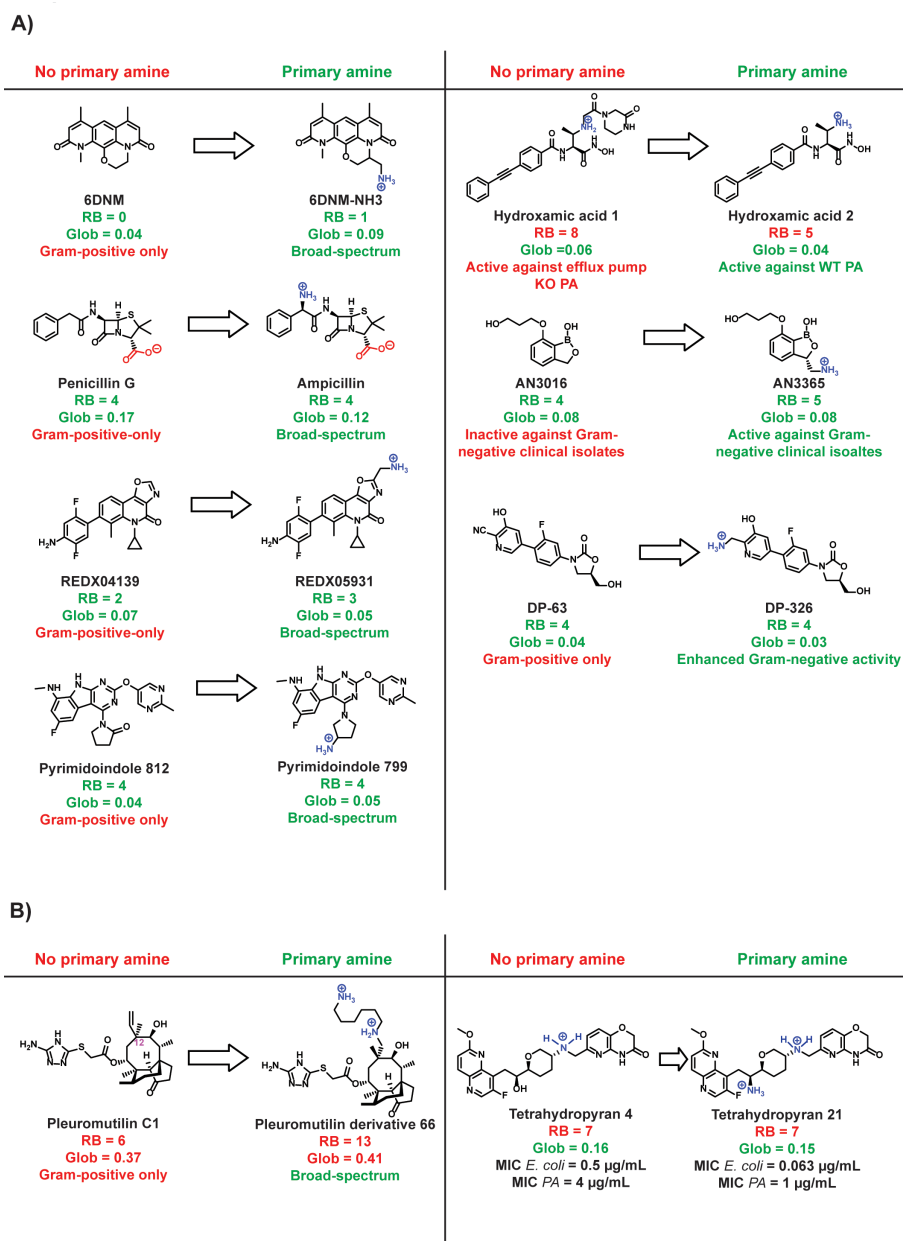 A)
No primary amine
Primary amine
6DNM
RB = 0
Glob = 0.04
Gram-positive only
6DNM-NH3
RB = 1
Glob = 0.09
Broad-spectrum
Penicillin G
RB = 4
Glob = 0.17
Gram-positive-only
Ampicillin
RB = 4
Glob = 0.12
Broad-spectrum
REDX04139
RB = 2
Glob = 0.07
Gram-positive-only
REDX05931
RB = 3
Glob = 0.05
Broad-spectrum
Pyrimidoindole 812
RB = 4
Glob = 0.04
Gram-positive only
Pyrimidoindole 799
RB = 4
Glob = 0.05
Broad-spectrum
No primary amine
Primary amine
Hydroxamic acid 1
RB = 8
Glob =0.06
Active against efflux pump
KO PA
Hydroxamic acid 2
RB = 5
Glob = 0.04
Active against WT PA
AN3016
RB = 4
Glob = 0.08
Inactive against Gram-
negative clinical isolates
AN3365
RB = 5
Glob = 0.08
Active against Gram-
negative clinical isoaltes
DP-63
RB = 4
Glob = 0.04
Gram-positive only
DP-326
RB = 4
Glob = 0.03
Enhanced Gram-negative activity
B)
No primary amine
Primary amine
12
Pleuromutilin C1
RB = 6
Glob = 0.37
Gram-positive only
Pleuromutilin derivative 66
RB = 13
Glob = 0.41
Broad-spectrum
No primary amine
Primary amine
Tetrahydropyran 4
RB = 7
Glob = 0.16
MIC E. coli = 0.5 µg/mL
MIC PA = 4 µg/mL
Tetrahydropyran 21
RB = 7
Glob = 0.15
MIC E. coli = 0.063 µg/mL
MIC PA = 1 µg/mL